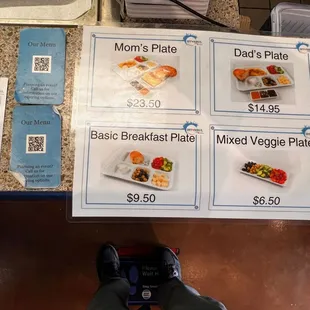 Our Menu
Our Menu
Mom's Plate
$23.50
Dad's Plate
$14.95
Basic Breakfast Plate
$9.50
Mixed Veggie Plate
$6.50